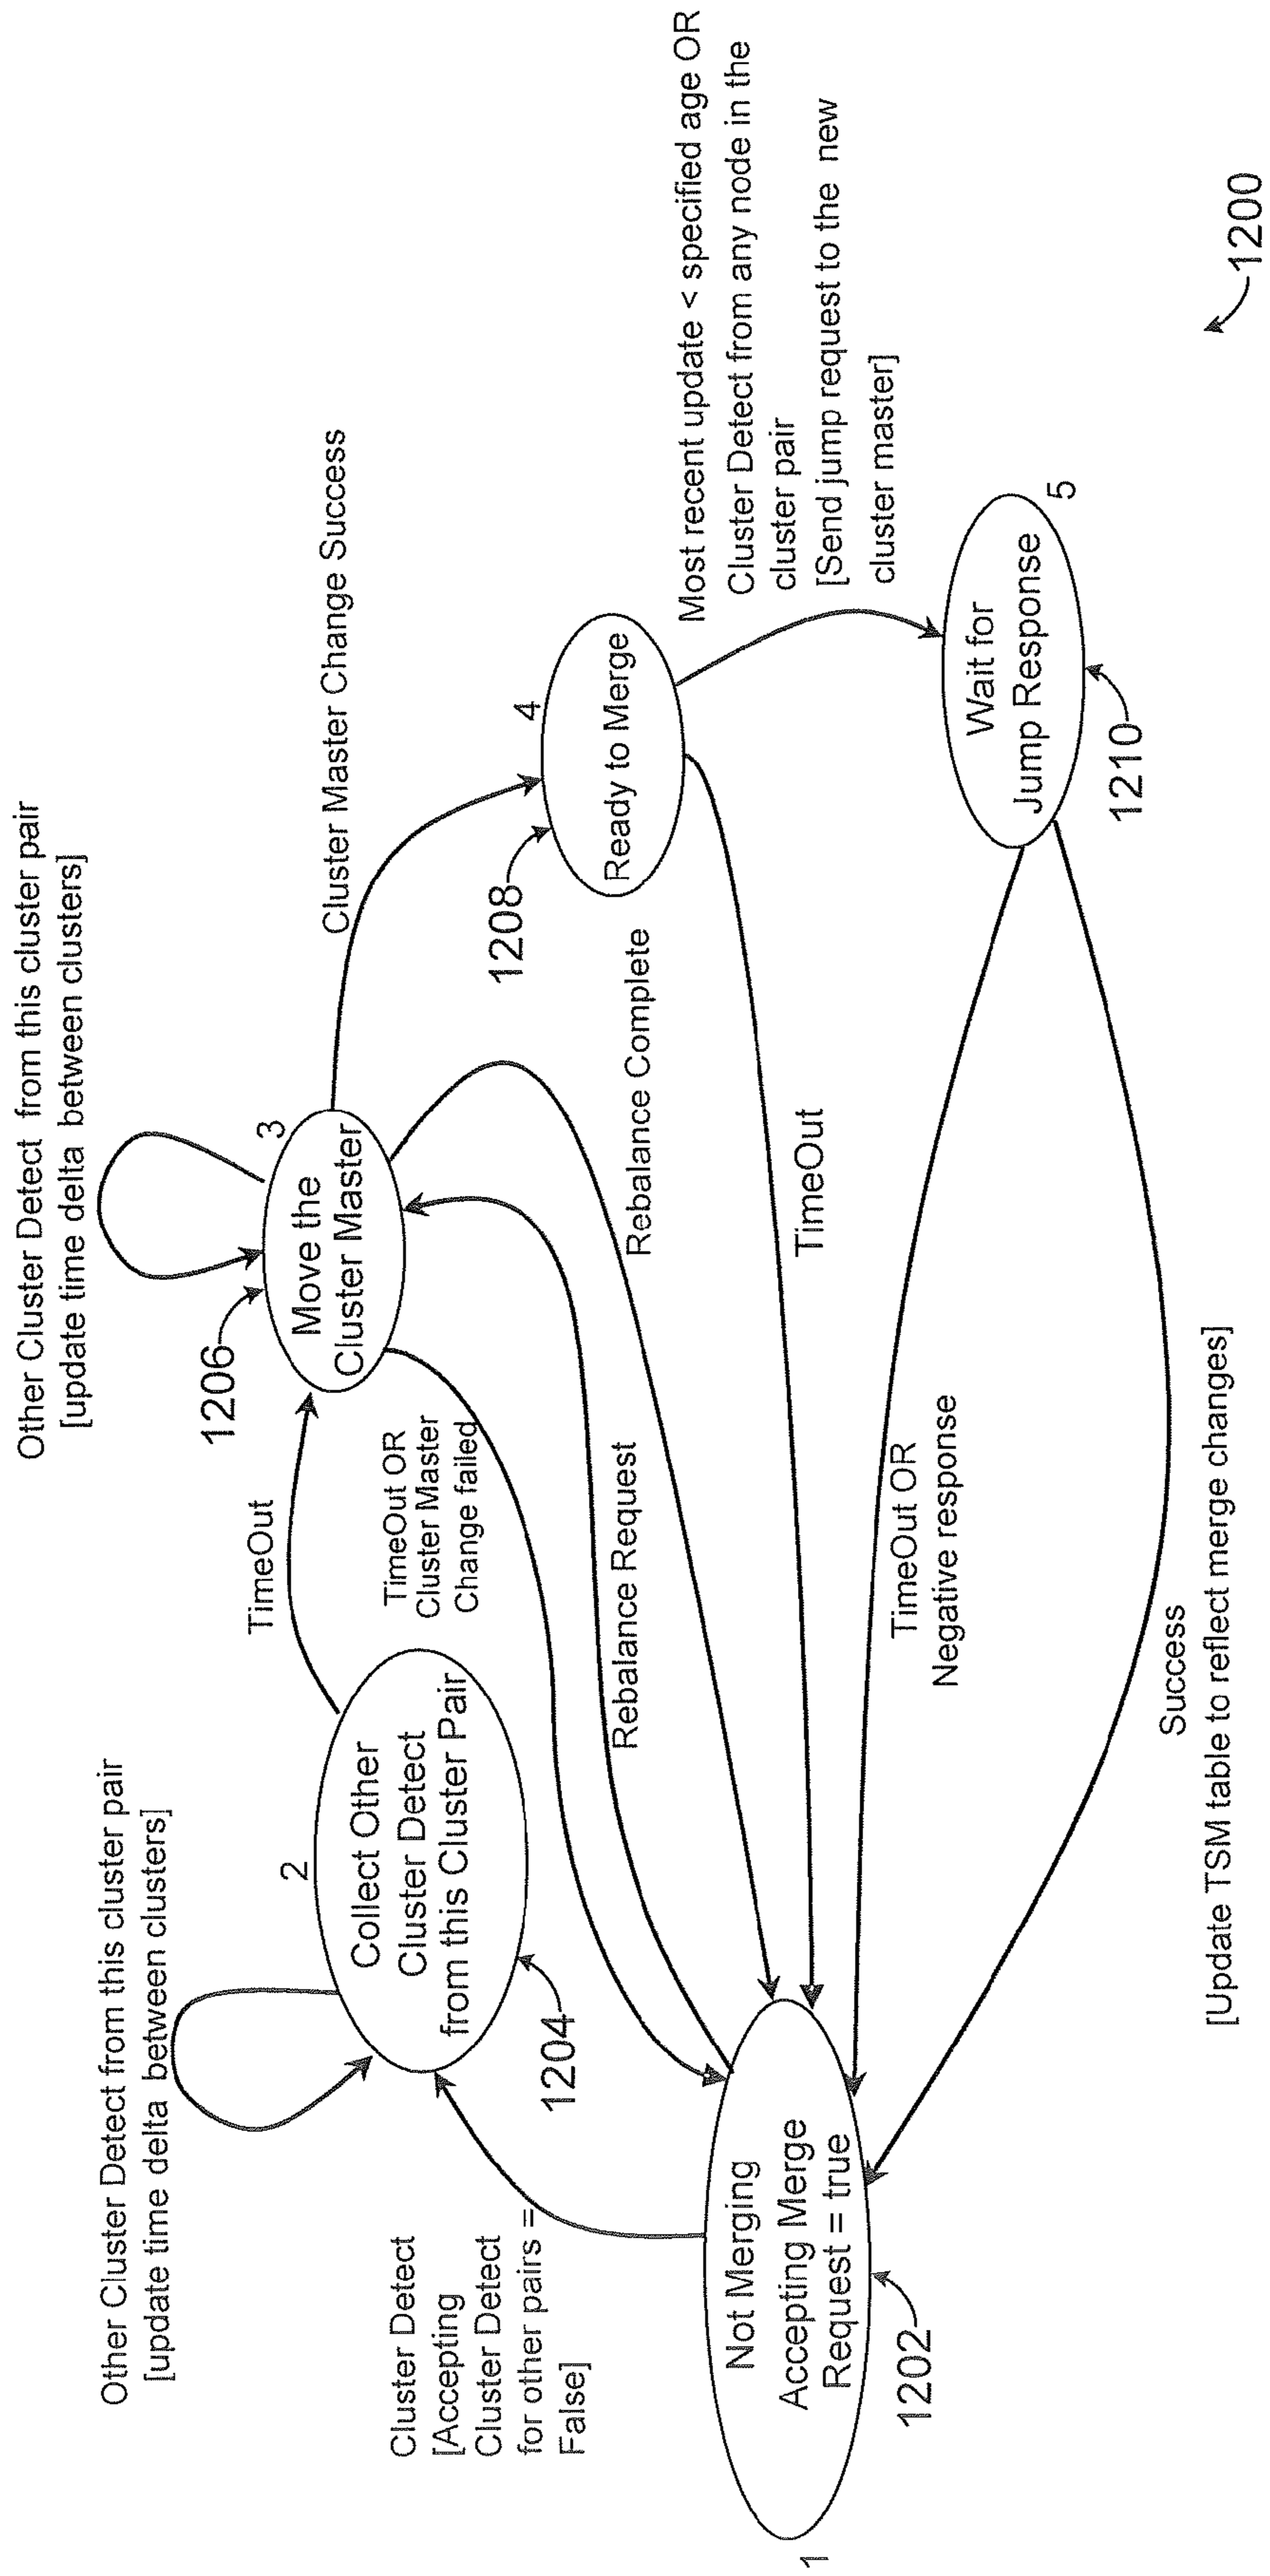 Other Cluster Detect from this cluster pair
[update time delta between clusters]
Other Cluster Detect from this cluster pair
[update time delta between clusters]
Cluster Detect
[Accepting
Cluster Detect
for other pairs =
False]
2
Collect Other
Cluster Detect
from this Cluster Pair
1204
TimeOut
1206
3
Move the
Cluster Master
Cluster Master Change Success
TimeOut OR
Cluster Master
Change failed
Rebalance Request
Rebalance Complete
1208
4
Ready to Merge
Most recent update < specified age OR
Cluster Detect from any node in the
cluster pair
[Send jump request to the new
cluster master]
TimeOut
1
Not Merging
Accepting Merge
Request = true
1202
TimeOut OR
Negative response
5
Wait for
Jump Response
1210
Success
[Update TSM table to reflect merge changes]
1200